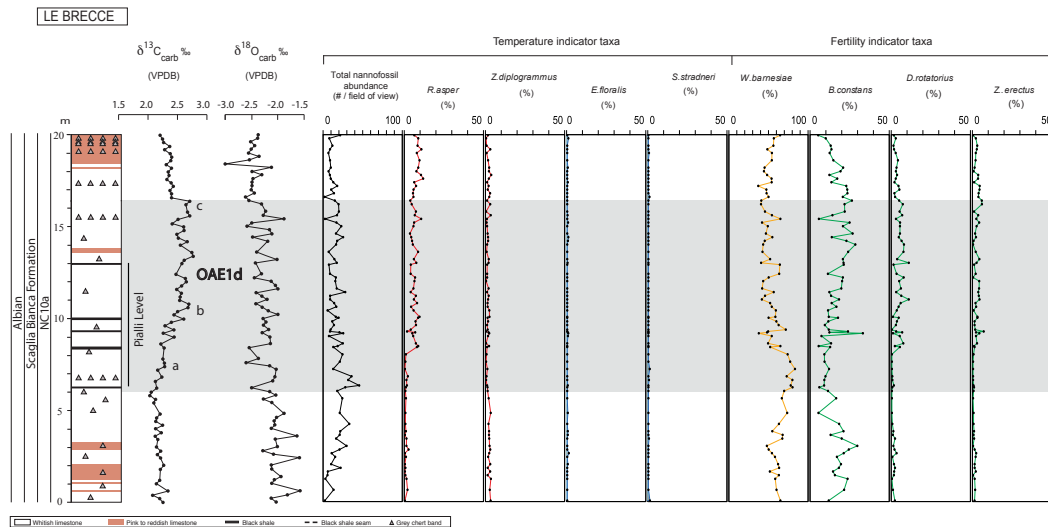 LE BRECCE
δ13Ccarb ‰
(VPDB)
1.5 2.0 2.5 3.0
δ18Ocarb ‰
(VPDB)
-3.0 -2.5 -2.0 -1.5
Temperature indicator taxa
Fertility indicator taxa
Total nannofossil
abundance
(# / field of view)
0 100
R.asper
(%)
0 50
Z.diplogrammus
(%)
0 50
E.floralis
(%)
0 50
S.stradneri
(%)
0 50
W.barnesiae
(%)
0 100
B.constans
(%)
0 50
D.rotatorius
(%)
0 50
Z. erectus
(%)
0 50
m
20
15
10
5
0
Albian
Scaglia Bianca Formation
NC10a
Pialli Level
OAE1d
c
b
a
Whitish limestone
Pink to reddish limestone
Black shale
Black shale seam
Grey chert band